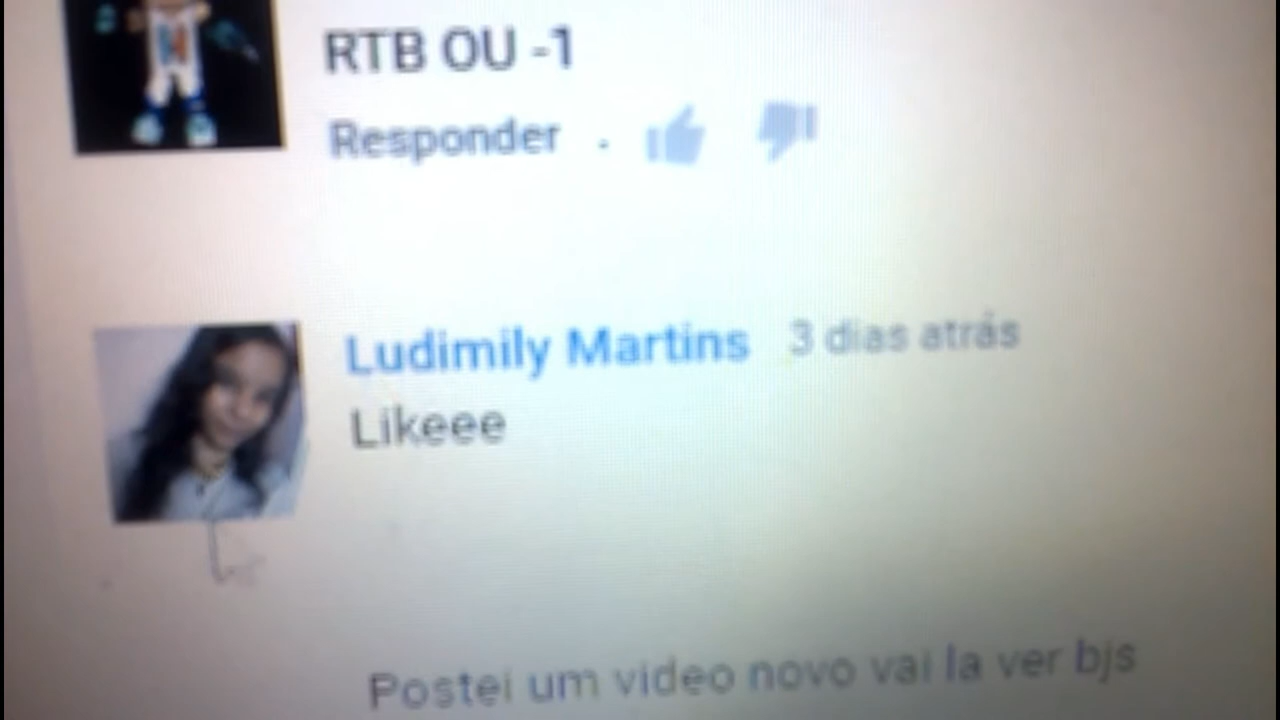 RTB OU -1
Responder .
Ludimily Martins 3 dias atrás
Likeee
Postei um video novo vai la ver bjs